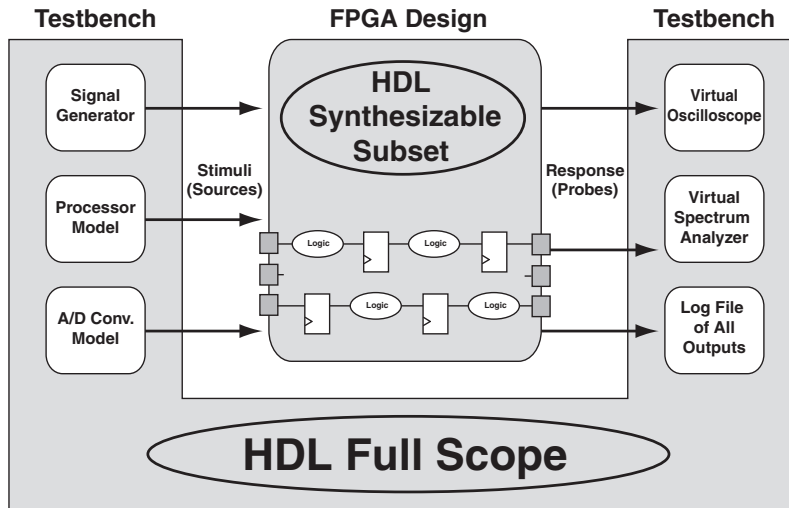 Testbench
FPGA Design
Testbench
Signal
Generator
Processor
Model
A/D Conv.
Model
Stimuli
(Sources)
HDL
Synthesizable
Subset
Logic
Logic
Logic
Logic
Response
(Probes)
Virtual
Oscilloscope
Virtual
Spectrum
Analyzer
Log File
of All
Outputs
HDL Full Scope